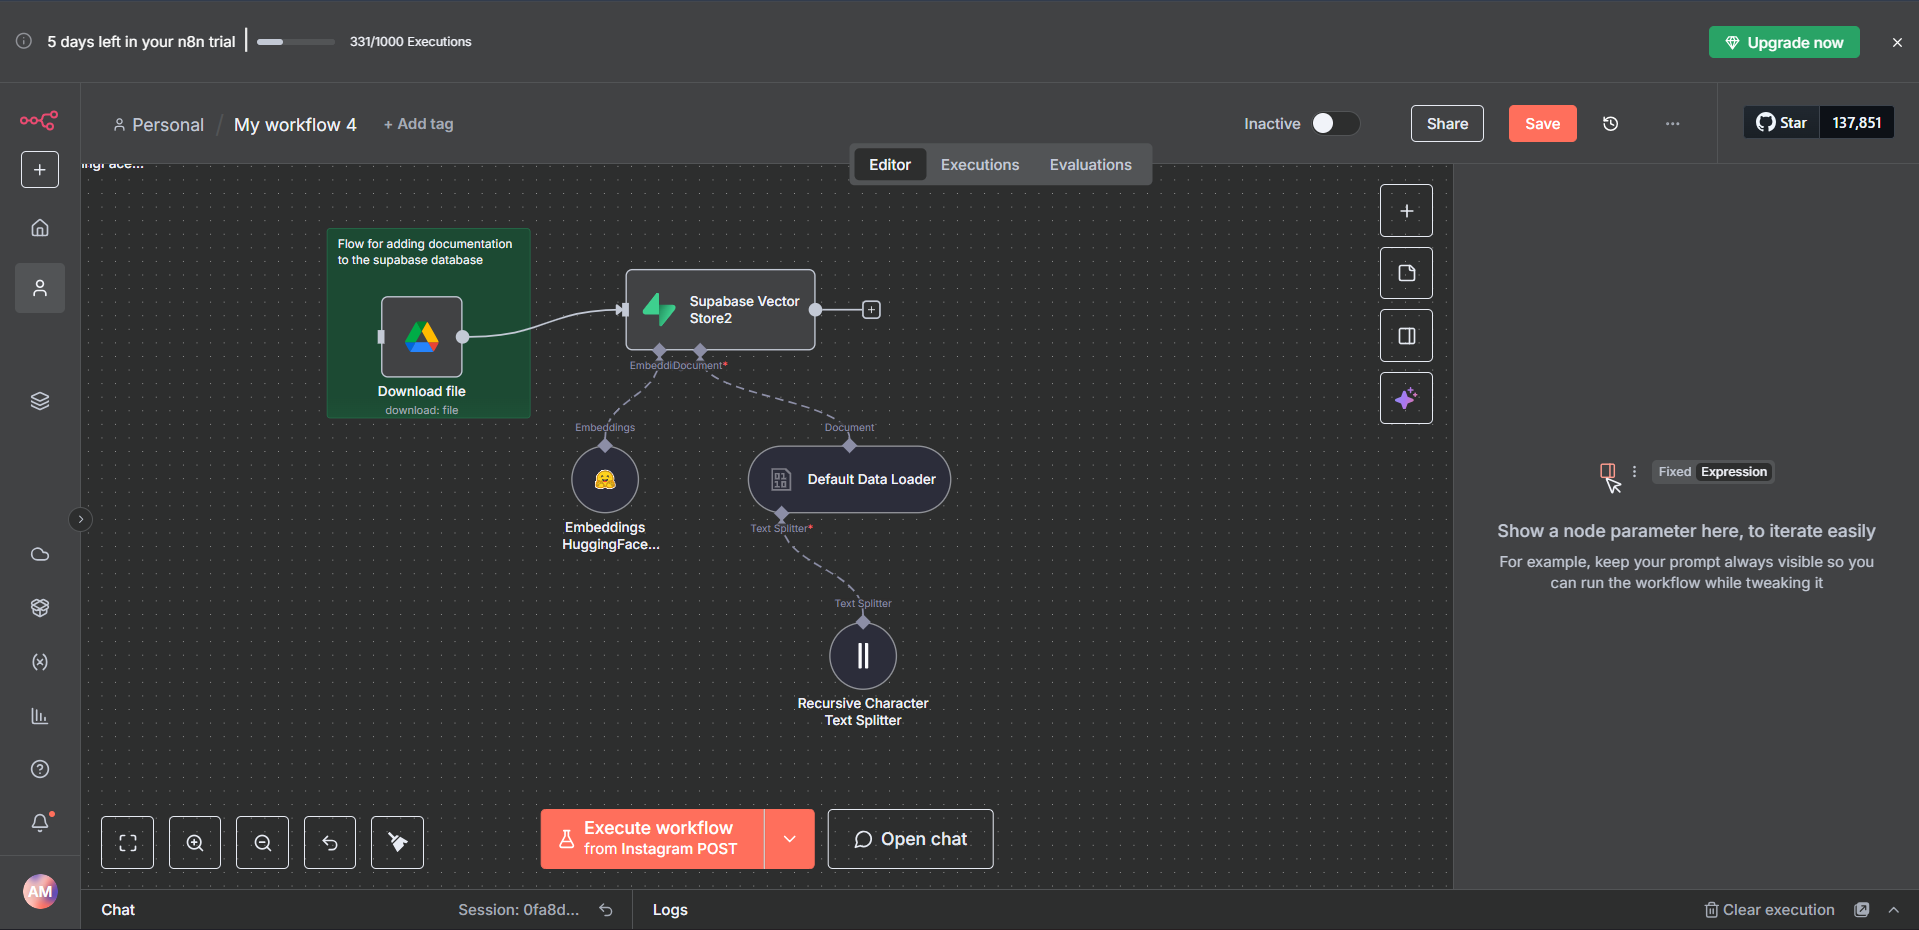 5 days left in your n8n trial
331/1000 Executions
Upgrade now
Personal / My workflow 4 + Add tag
Inactive
Share
Save
Star 137,851
Editor
Executions
Evaluations
Flow for adding documentation
to the supabase database
Download file
download: file
Supabase Vector
Store2
Document*
Embeddings
Document
Embeddings
HuggingFace...
Default Data Loader
Text Splitter*
Text Splitter
Recursive Character
Text Splitter
Fixed Expression
Show a node parameter here, to iterate easily
For example, keep your prompt always visible so you
can run the workflow while tweaking it
Execute workflow
from Instagram POST
Open chat
AM
Chat
Session: 0fa8d...
Logs
Clear execution